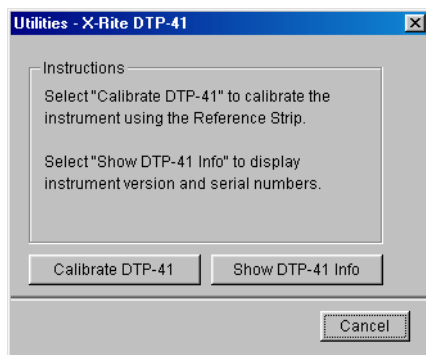 Utilities - X-Rite DTP-41
Instructions
Select "Calibrate DTP-41" to calibrate the
instrument using the Reference Strip.
Select "Show DTP-41 Info" to display
instrument version and serial numbers.
Calibrate DTP-41
Show DTP-41 Info
Cancel